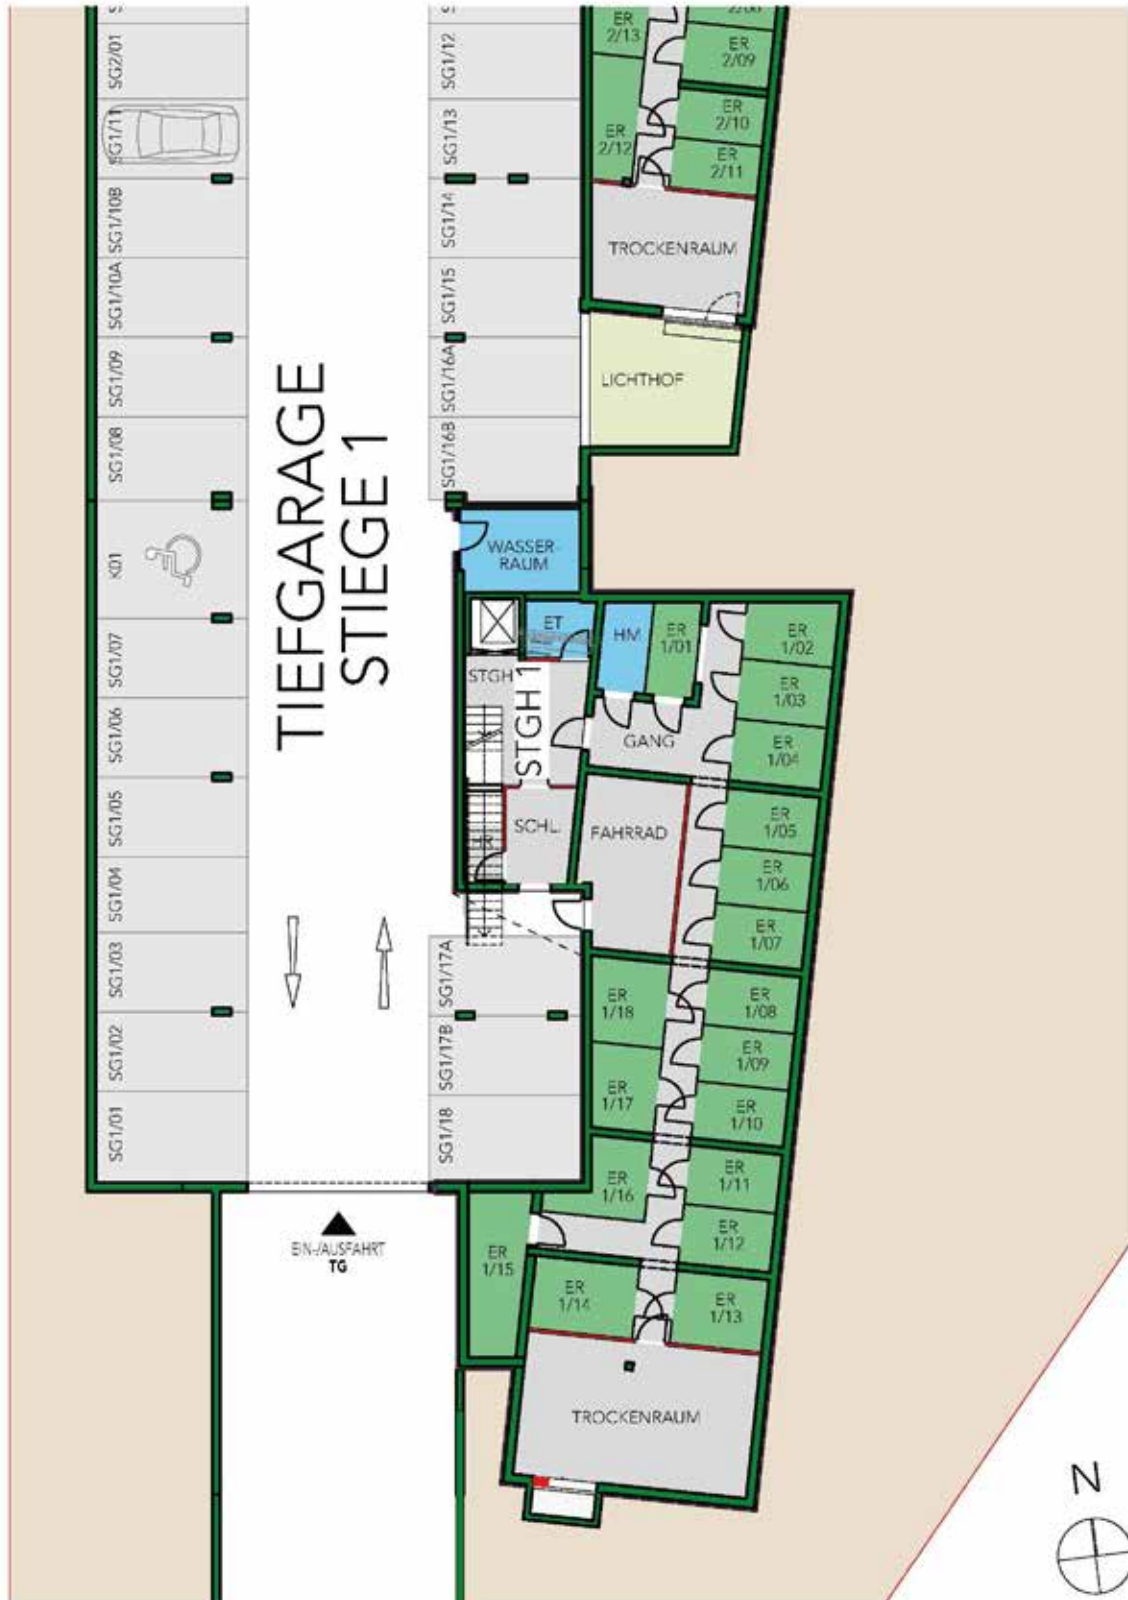 SG2/01
SG1/11
SG1/10B
SG1/10A
SG1/09
SG1/08
K01
SG1/07
SG1/06
SG1/05
SG1/04
SG1/03
SG1/02
SG1/01
TIEFGARAGE
STIEGE 1
SG1/12
SG1/13
SG1/14
SG1/15
SG1/16A
SG1/16B
SG1/17A
SG1/17B
SG1/18
ER
2/13
ER
2/09
ER
2/10
ER
2/12
ER
2/11
TROCKENRAUM
LICHTHOF
WASSER-
RAUM
ET
HM
ER
1/01
ER
1/02
STGH
STGH 1
ER
1/03
GANG
ER
1/04
SCHL.
FAHRRAD
ER
1/05
ER
1/06
ER
1/07
ER
1/18
ER
1/08
ER
1/09
ER
1/17
ER
1/10
ER
1/16
ER
1/11
ER
1/12
EIN-/AUSFAHRT
TG
ER
1/15
ER
1/14
ER
1/13
TROCKENRAUM
N